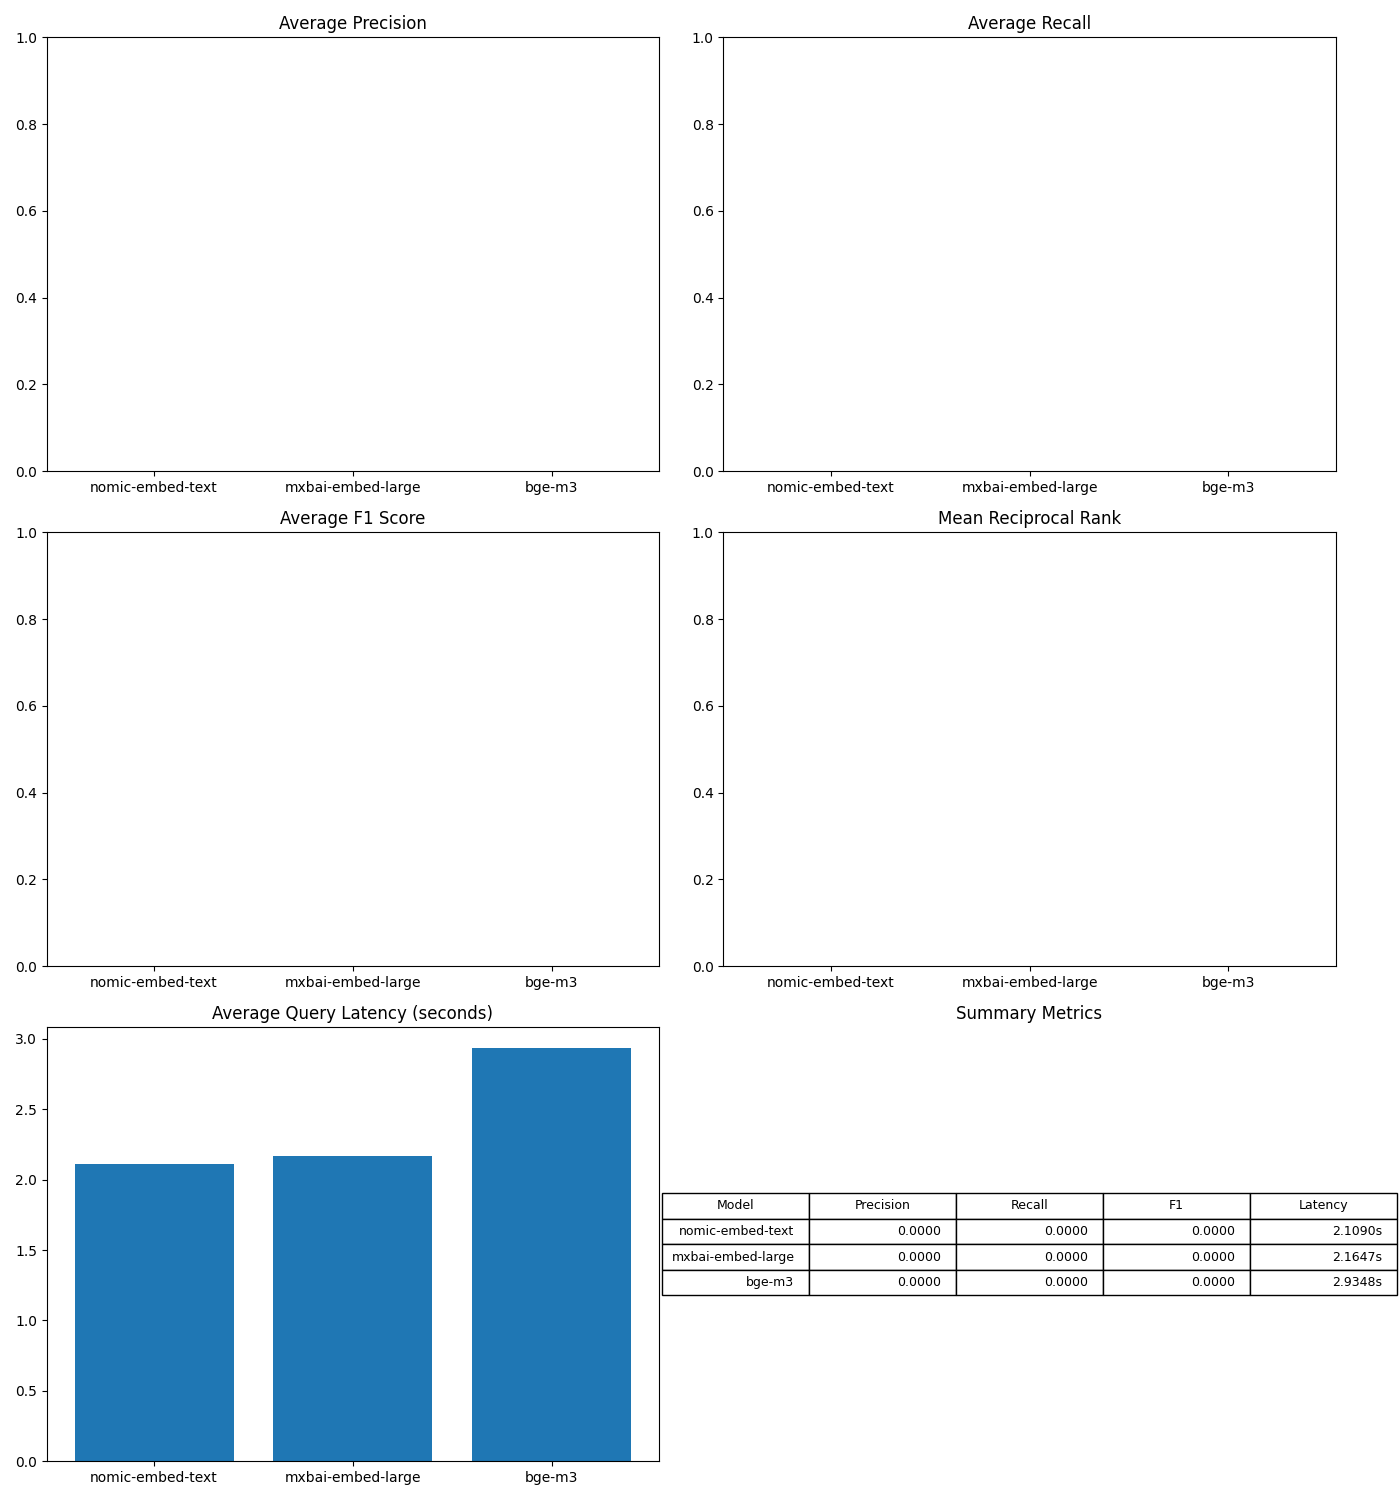 Average Precision
1.0
0.8
0.6
0.4
0.2
0.0
nomic-embed-text mxbai-embed-large bge-m3
Average Recall
1.0
0.8
0.6
0.4
0.2
0.0
nomic-embed-text mxbai-embed-large bge-m3
Average F1 Score
1.0
0.8
0.6
0.4
0.2
0.0
nomic-embed-text mxbai-embed-large bge-m3
Mean Reciprocal Rank
1.0
0.8
0.6
0.4
0.2
0.0
nomic-embed-text mxbai-embed-large bge-m3
Average Query Latency (seconds)
3.0
2.5
2.0
1.5
1.0
0.5
0.0
nomic-embed-text mxbai-embed-large bge-m3
Summary Metrics
Model Precision Recall F1 Latency
nomic-embed-text 0.0000 0.0000 0.0000 2.1090s
mxbai-embed-large 0.0000 0.0000 0.0000 2.1647s
bge-m3 0.0000 0.0000 0.0000 2.9348s